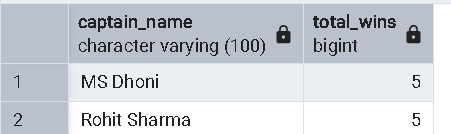 captain_name total_wins
character varying (100) bigint
1 MS Dhoni 5
2 Rohit Sharma 5